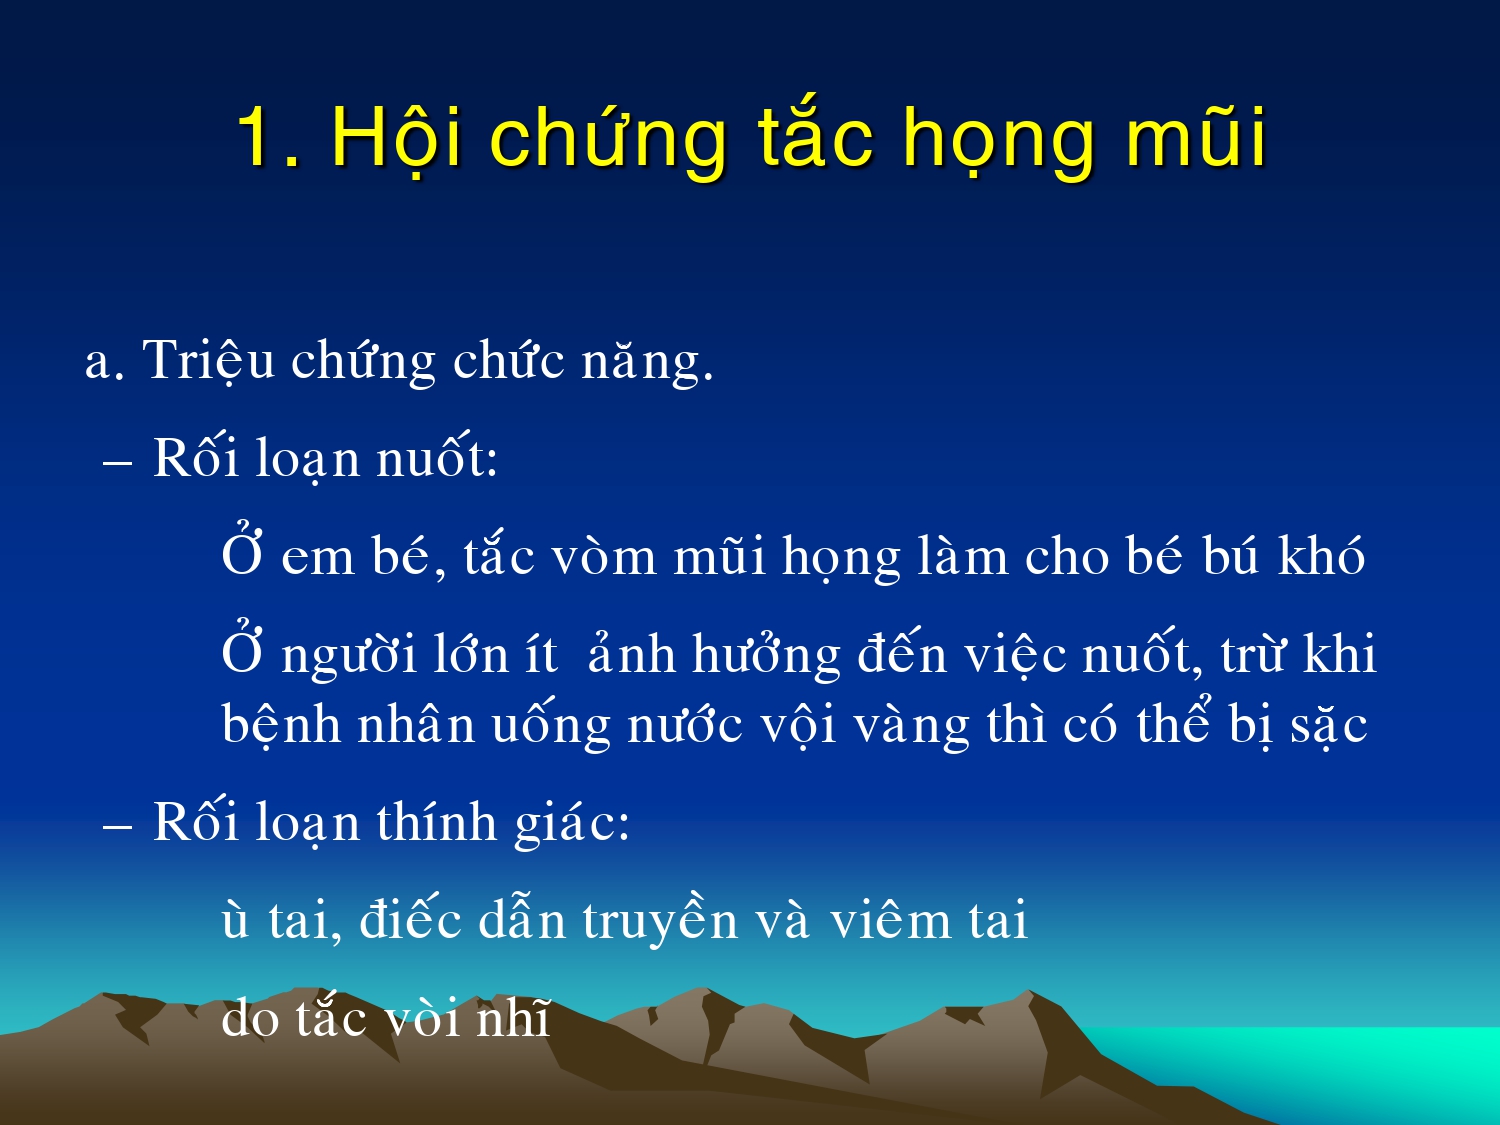 1. Hội chứng tắc họng mũi
a. Triệu chứng chức năng.
– Rối loạn nuốt:
Ở em bé, tắc vòm mũi họng làm cho bé bú khó
Ở người lớn ít ảnh hưởng đến việc nuốt, trừ khi
bệnh nhân uống nước vội vàng thì có thể bị sặc
– Rối loạn thính giác:
ù tai, điếc dẫn truyền và viêm tai
do tắc vòi nhĩ